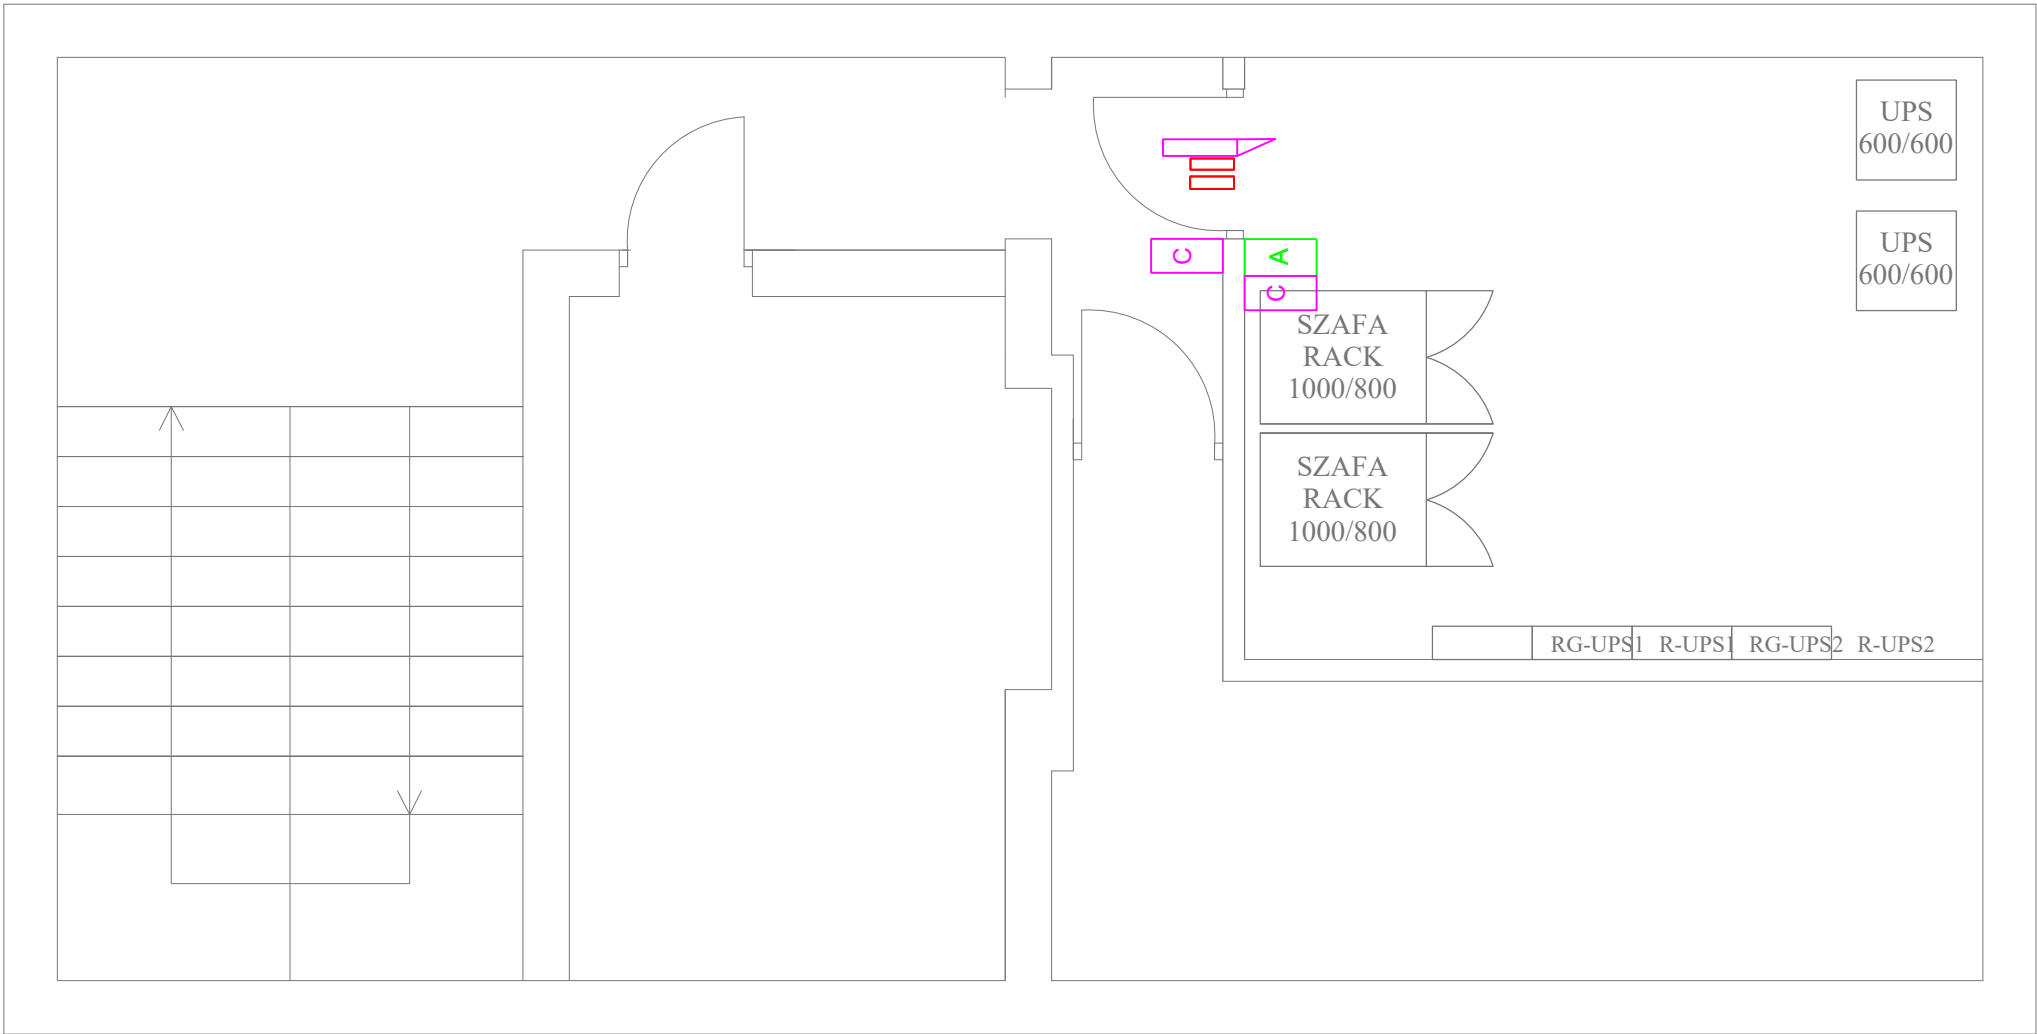 UPS
600/600
UPS
600/600
C
A
C
SZAFA
RACK
1000/800
SZAFA
RACK
1000/800
RG-UPS1 R-UPS1 RG-UPS2 R-UPS2